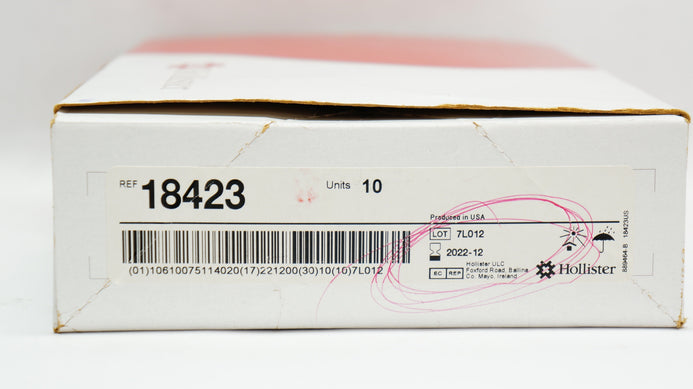 REF 18423 Units 10
Produced in USA
LOT 7L012
2022-12
(01)10610075114020(17)221200(30)10(10)7L012
EC REP
Hollister ULC
Foxford Road, Ballina
Co. Mayo, Ireland
Hollister
889464-B 18423US